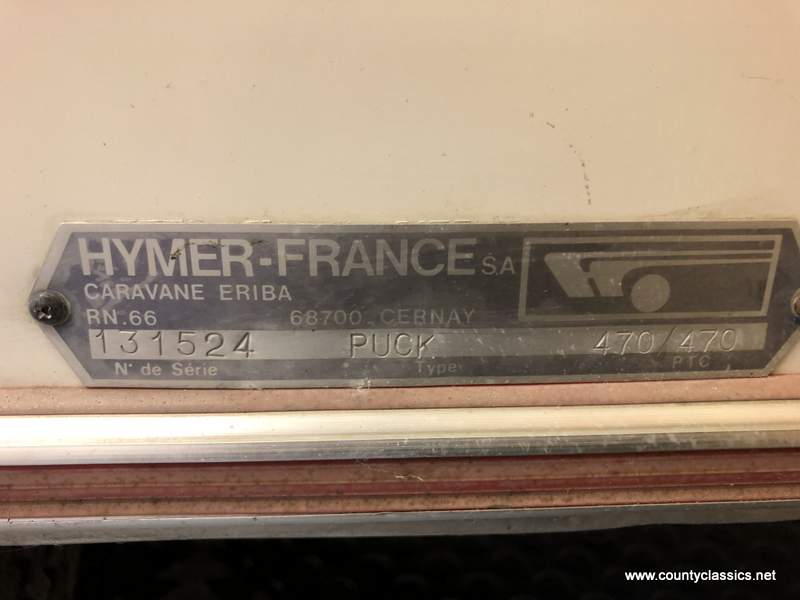 HYMER-FRANCE S.A
CARAVANE ERIBA
RN.66 68700 CERNAY
131524 PUCK 470/470
N° de Série Type PTC
www.countyclassics.net